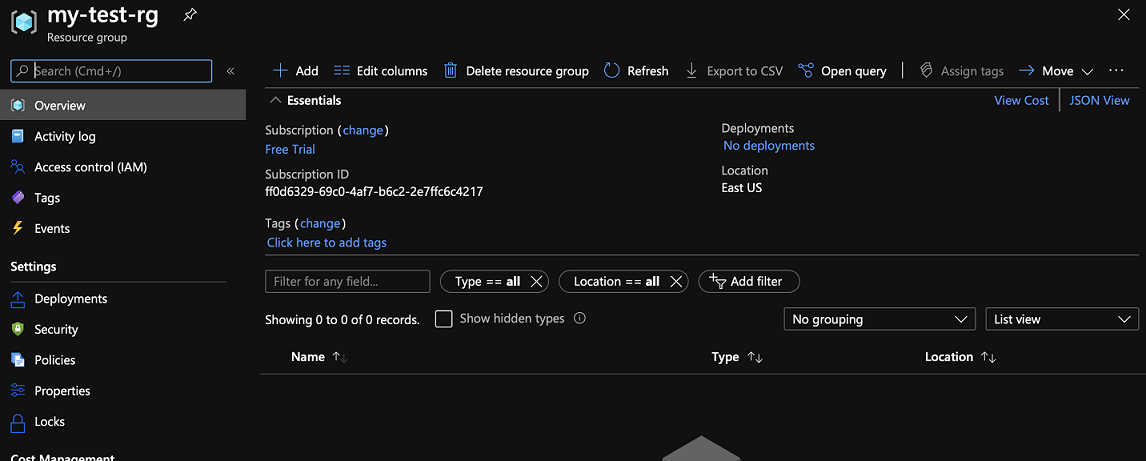 my-test-rg
Resource group
Search (Cmd+/)
«
Overview
Activity log
Access control (IAM)
Tags
Events
Settings
Deployments
Security
Policies
Properties
Locks
Cost Management
Add Edit columns Delete resource group Refresh Export to CSV Open query Assign tags Move ...
Essentials View Cost JSON View
Subscription (change)
Free Trial
Subscription ID
ff0d6329-69c0-4af7-b6c2-2e7ffc6c4217
Deployments
No deployments
Location
East US
Tags (change)
Click here to add tags
Filter for any field... Type == all Location == all Add filter
Showing 0 to 0 of 0 records. Show hidden types No grouping List view
Name Type Location